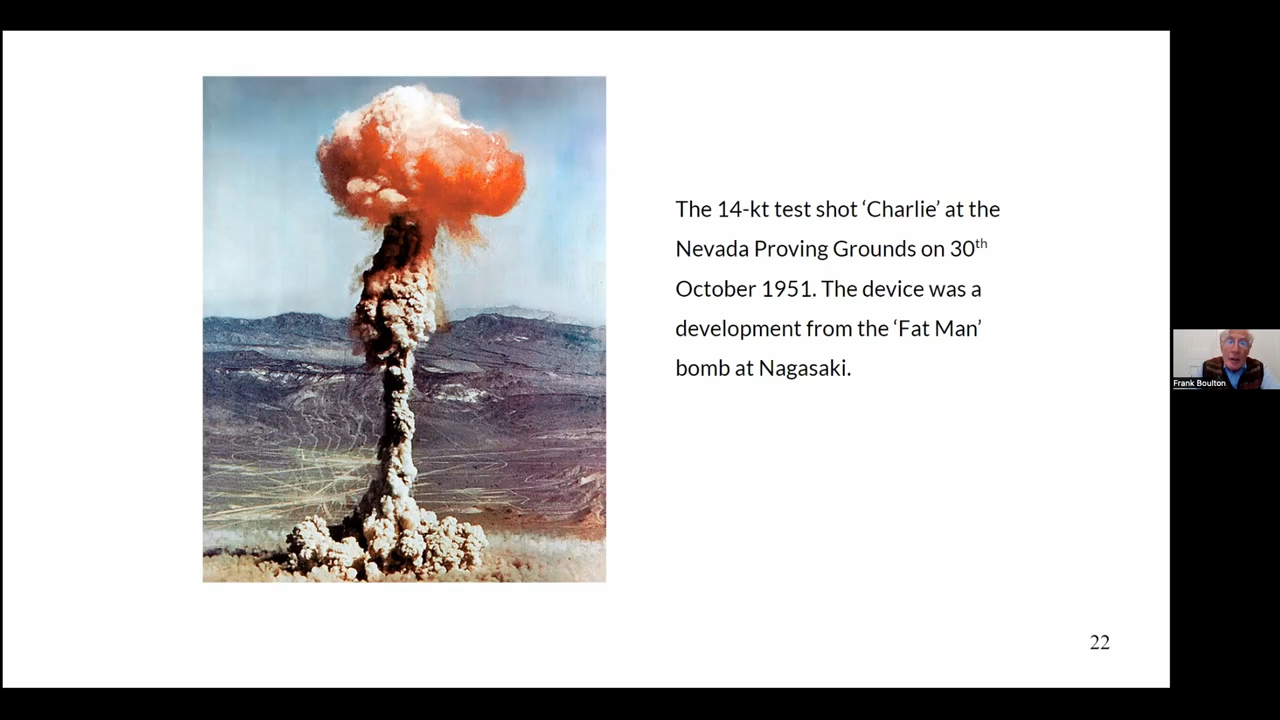 The 14-kt test shot ‘Charlie’ at the
Nevada Proving Grounds on 30th
October 1951. The device was a
development from the ‘Fat Man’
bomb at Nagasaki.
Frank Boulton
22